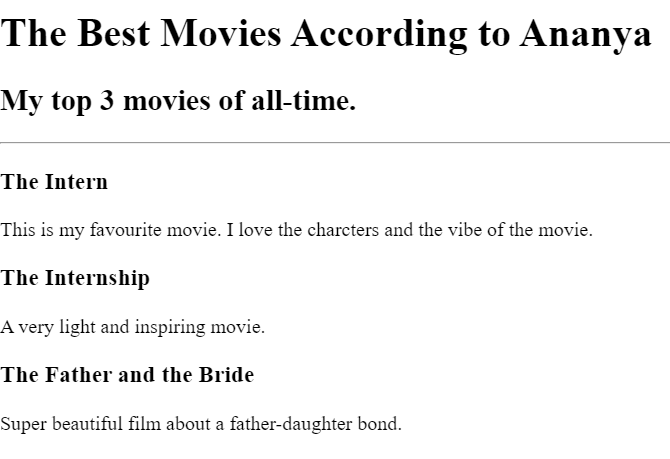 The Best Movies According to Ananya
My top 3 movies of all-time.
The Intern
This is my favourite movie. I love the charcters and the vibe of the movie.
The Internship
A very light and inspiring movie.
The Father and the Bride
Super beautiful film about a father-daughter bond.